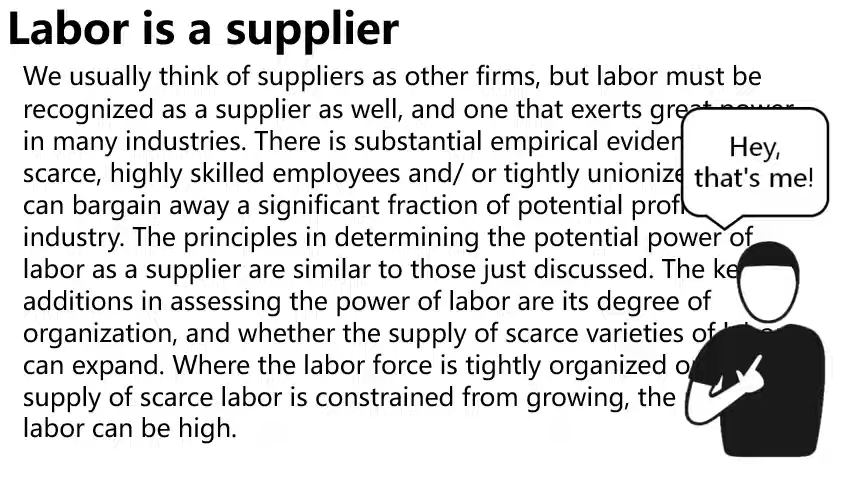 Labor is a supplier
We usually think of suppliers as other firms, but labor must be
recognized as a supplier as well, and one that exerts great power
in many industries. There is substantial empirical
scarce, highly skilled employees and/ or tightly
can bargain away a significant fraction of potential
industry. The principles in determining the potential power of
labor as a supplier are similar to those just discussed. The
additions in assessing the power of labor are its degree of
organization, and whether the supply of scarce varieties of
can expand. Where the labor force is tightly organized
supply of scarce labor is constrained from growing, the
labor can be high.
Hey,
that's me!